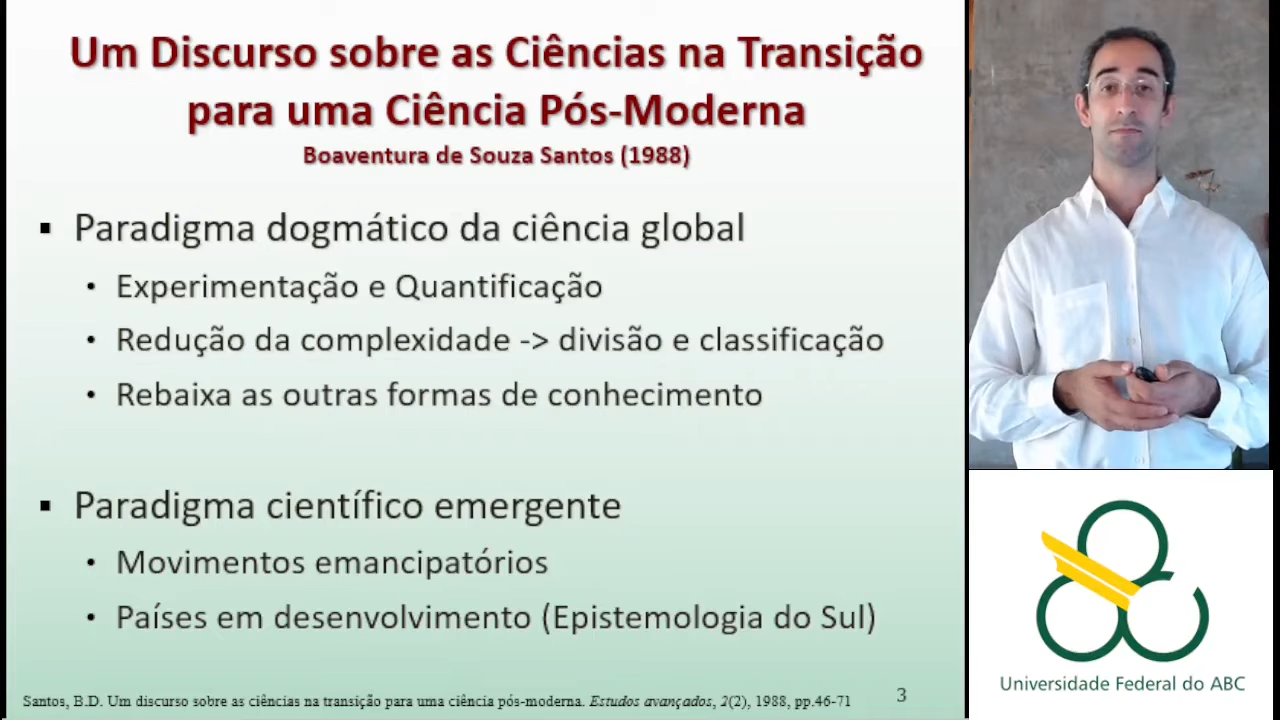 Um Discurso sobre as Ciências na Transição
para uma Ciência Pós-Moderna
Boaventura de Souza Santos (1988)
▪ Paradigma dogmático da ciência global
• Experimentação e Quantificação
• Redução da complexidade -> divisão e classificação
• Rebaixa as outras formas de conhecimento
▪ Paradigma científico emergente
• Movimentos emancipatórios
• Países em desenvolvimento (Epistemologia do Sul)
Santos, B.D. Um discurso sobre as ciências na transição para uma ciência pós-moderna. Estudos avançados, 2(2), 1988, pp.46-71
3
Universidade Federal do ABC